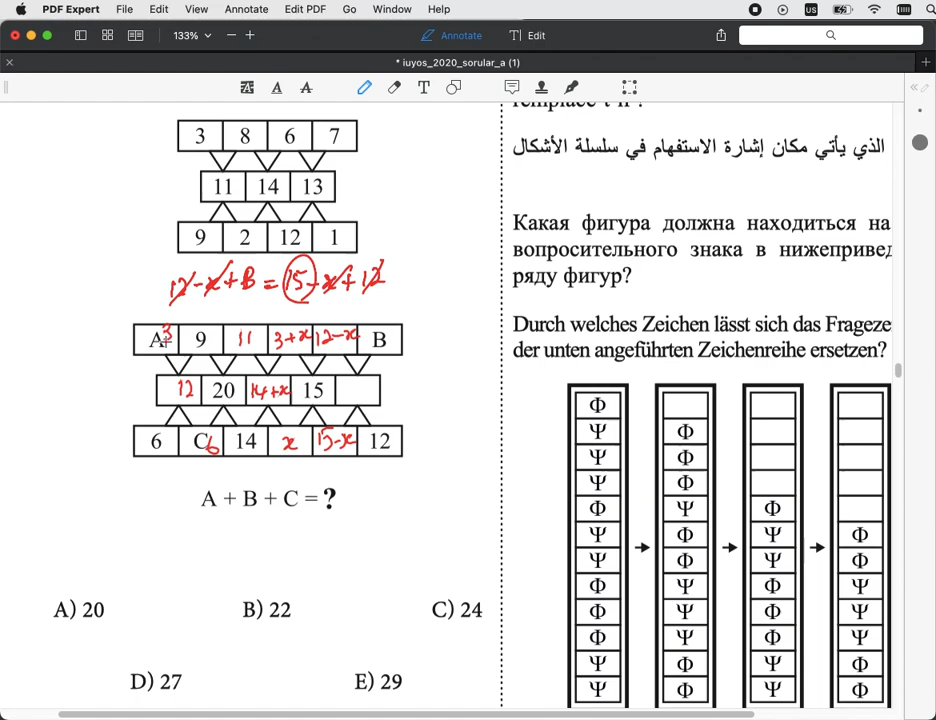 PDF Expert File Edit View Annotate Edit PDF Go Window Help
133% Annotate Edit
* iuyos_2020_sorular_a (1)
3 8 6 7
11 14 13
9 2 12 1
12-x+B = 15-x+12
A 3 9 11 3+x 12-x B
12 20 14+x 15
6 C 6 14 x 15-x 12
A + B + C = ?
A) 20 B) 22 C) 24
D) 27 E) 29
remplace t-il ?
الذي يأتي مكان إشارة الاستفهام في سلسلة الأشكال
Какая фигура должна находиться на
вопросительного знака в нижепривед
ряду фигур?
Durch welches Zeichen lässt sich das Frageze
der unten angeführten Zeichenreihe ersetzen?
Φ
Ψ Φ
Ψ Φ
Ψ Φ
Φ Ψ Φ
Ψ Φ Ψ Φ
Ψ Φ Ψ Φ
Φ Ψ Φ Ψ
Φ Ψ Φ Ψ
Φ Ψ Φ Ψ
Ψ Φ Ψ Φ
Ψ Φ Ψ Φ